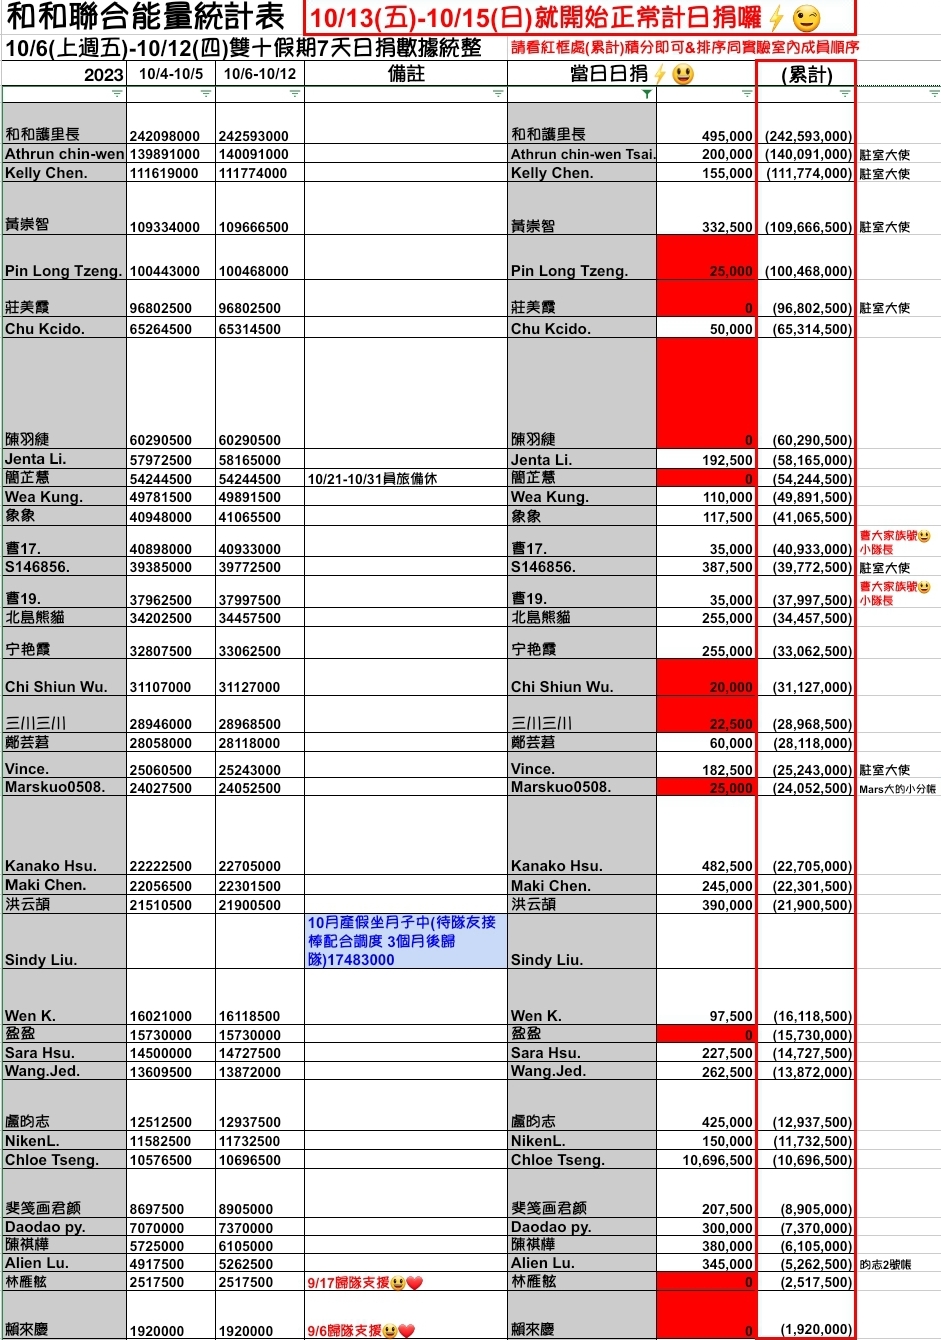 和和聯合能量統計表
10/13(五)-10/15(日)就開始正常計日捐囉⚡😉
10/6(上週五)-10/12(四)雙十假期7天日捐數據統整 請看紅框處(累計)積分即可&排序同實驗室內成員順序
2023 10/4-10/5 10/6-10/12 備註 當日日捐⚡😃 (累計)
和和護里長 242098000 242593000 和和護里長 495,000 (242,593,000)
Athrun chin-wen 139891000 140091000 Athrun chin-wen Tsai. 200,000 (140,091,000) 駐室大使
Kelly Chen. 111619000 111774000 Kelly Chen. 155,000 (111,774,000) 駐室大使
黃崇智 109334000 109666500 黃崇智 332,500 (109,666,500) 駐室大使
Pin Long Tzeng. 100443000 100468000 Pin Long Tzeng. 25,000 (100,468,000)
莊美霞 96802500 96802500 莊美霞 0 (96,802,500) 駐室大使
Chu Kcido. 65264500 65314500 Chu Kcido. 50,000 (65,314,500)
陳羽緁 60290500 60290500 陳羽緁 0 (60,290,500)
Jenta Li. 57972500 58165000 Jenta Li. 192,500 (58,165,000)
簡芷慧 54244500 54244500 10/21-10/31員旅備休 簡芷慧 0 (54,244,500)
Wea Kung. 49781500 49891500 Wea Kung. 110,000 (49,891,500)
象象 40948000 41065500 象象 117,500 (41,065,500)
曹17. 40898000 40933000 曹17. 35,000 (40,933,000) 曹大家族號😃
小隊長
S146856. 39385000 39772500 S146856. 387,500 (39,772,500) 駐室大使
曹19. 37962500 37997500 曹19. 35,000 (37,997,500) 曹大家族號😃
小隊長
北島熊貓 34202500 34457500 北島熊貓 255,000 (34,457,500)
宁艳霞 32807500 33062500 宁艳霞 255,000 (33,062,500)
Chi Shiun Wu. 31107000 31127000 Chi Shiun Wu. 20,000 (31,127,000)
三川三川 28946000 28968500 三川三川 22,500 (28,968,500)
鄭芸莙 28058000 28118000 鄭芸莙 60,000 (28,118,000)
Vince. 25060500 25243000 Vince. 182,500 (25,243,000) 駐室大使
Marskuo0508. 24027500 24052500 Marskuo0508. 25,000 (24,052,500) Mars大的小分帳
Kanako Hsu. 22222500 22705000 Kanako Hsu. 482,500 (22,705,000)
Maki Chen. 22056500 22301500 Maki Chen. 245,000 (22,301,500)
洪云頡 21510500 21900500 洪云頡 390,000 (21,900,500)
10月產假坐月子中(待隊友接
棒配合調度 3個月後歸
Sindy Liu. 隊)17483000 Sindy Liu.
Wen K. 16021000 16118500 Wen K. 97,500 (16,118,500)
盈盈 15730000 15730000 盈盈 0 (15,730,000)
Sara Hsu. 14500000 14727500 Sara Hsu. 227,500 (14,727,500)
Wang.Jed. 13609500 13872000 Wang.Jed. 262,500 (13,872,000)
盧昀志 12512500 12937500 盧昀志 425,000 (12,937,500)
NikenL. 11582500 11732500 NikenL. 150,000 (11,732,500)
Chloe Tseng. 10576500 10696500 Chloe Tseng. 10,696,500 (10,696,500)
斐笺画君颜 8697500 8905000 斐笺画君颜 207,500 (8,905,000)
Daodao py. 7070000 7370000 Daodao py. 300,000 (7,370,000)
陳祺樺 5725000 6105000 陳祺樺 380,000 (6,105,000)
Alien Lu. 4917500 5262500 Alien Lu. 345,000 (5,262,500) 昀志2號帳
林雁舷 2517500 2517500 9/17歸隊支援😃❤️ 林雁舷 0 (2,517,500)
賴來慶 1920000 1920000 9/6歸隊支援😃❤️ 賴來慶 0 (1,920,000)